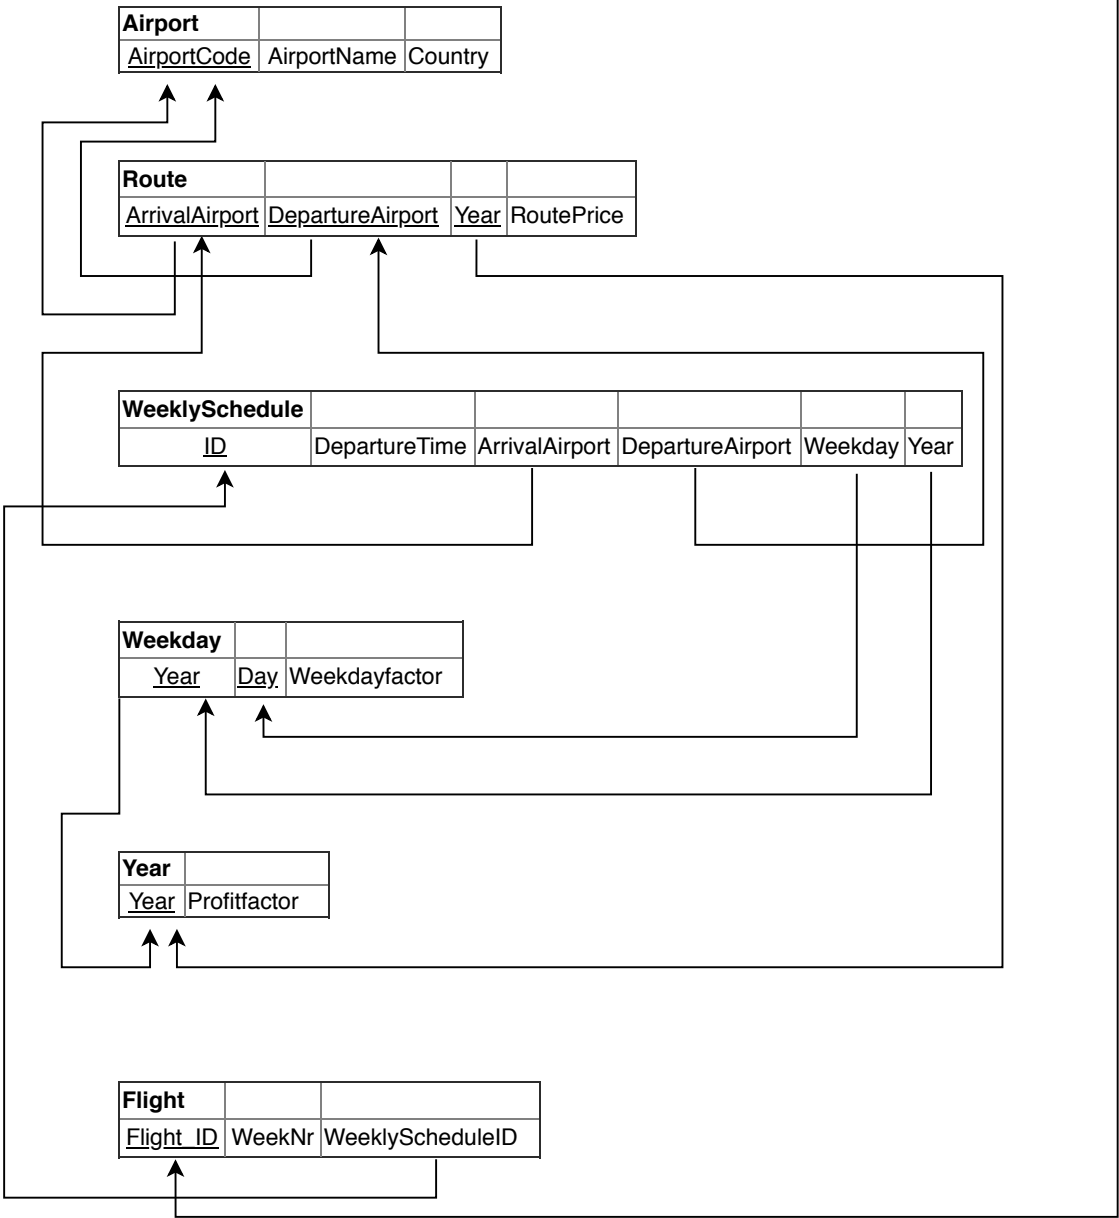 Airport
AirportCode AirportName Country
Route
ArrivalAirport DepartureAirport Year RoutePrice
WeeklySchedule
ID DepartureTime ArrivalAirport DepartureAirport Weekday Year
Weekday
Year Day Weekdayfactor
Year
Year Profitfactor
Flight
Flight_ID WeekNr WeeklyScheduleID